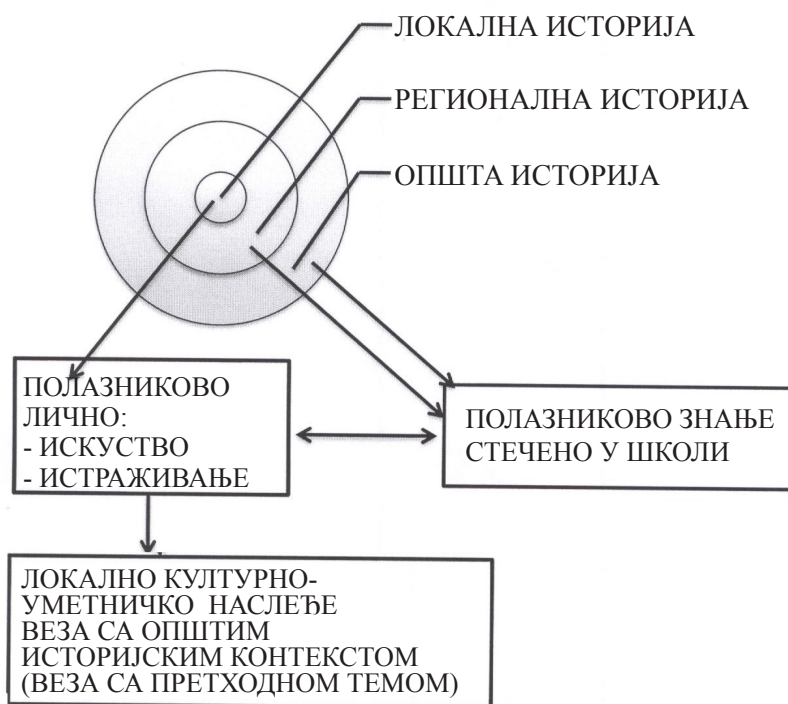 ЛОКАЛНА ИСТОРИЈА
РЕГИОНАЛНА ИСТОРИЈА
ОПШТА ИСТОРИЈА
ПОЛАЗНИКОВО
ЛИЧНО:
- ИСКУСТВО
- ИСТРАЖИВАЊЕ
ПОЛАЗНИКОВО ЗНАЊЕ
СТЕЧЕНО У ШКОЛИ
ЛОКАЛНО КУЛТУРНО-
УМЕТНИЧКО НАСЛЕЂЕ
ВЕЗА СА ОПШТИМ
ИСТОРИЈСКИМ КОНТЕКСТОМ
(ВЕЗА СА ПРЕТХОДНОМ ТЕМОМ)